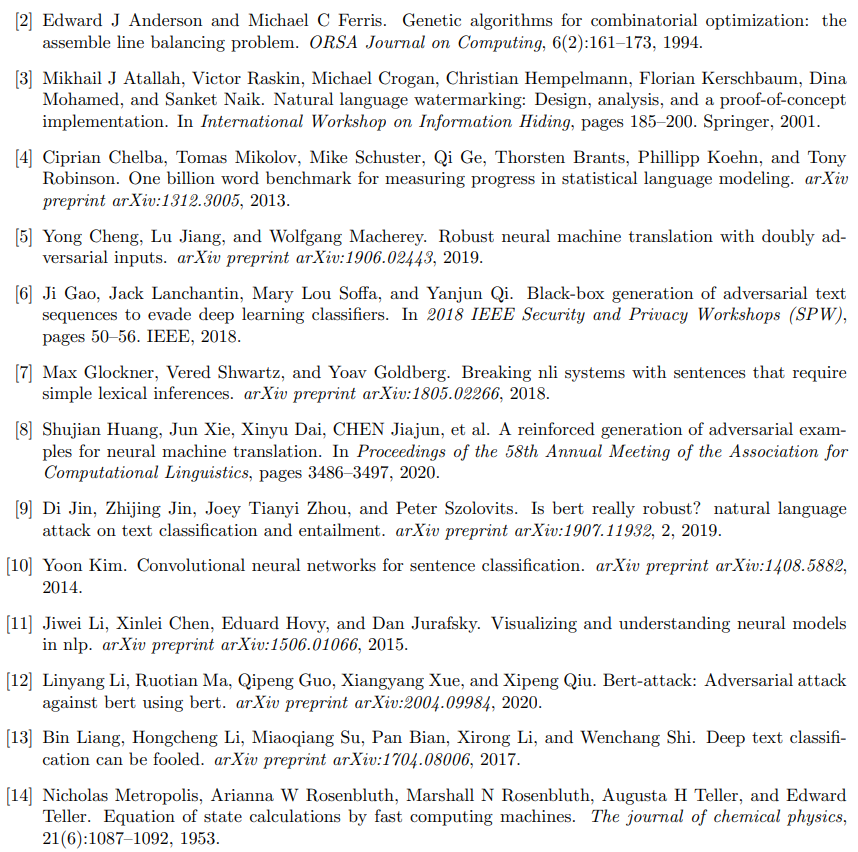 [2] Edward J Anderson and Michael C Ferris. Genetic algorithms for combinatorial optimization: the
assemble line balancing problem. ORSA Journal on Computing, 6(2):161–173, 1994.
[3] Mikhail J Atallah, Victor Raskin, Michael Crogan, Christian Hempelmann, Florian Kerschbaum, Dina
Mohamed, and Sanket Naik. Natural language watermarking: Design, analysis, and a proof-of-concept
implementation. In International Workshop on Information Hiding, pages 185–200. Springer, 2001.
[4] Ciprian Chelba, Tomas Mikolov, Mike Schuster, Qi Ge, Thorsten Brants, Phillipp Koehn, and Tony
Robinson. One billion word benchmark for measuring progress in statistical language modeling. arXiv
preprint arXiv:1312.3005, 2013.
[5] Yong Cheng, Lu Jiang, and Wolfgang Macherey. Robust neural machine translation with doubly ad-
versarial inputs. arXiv preprint arXiv:1906.02443, 2019.
[6] Ji Gao, Jack Lanchantin, Mary Lou Soffa, and Yanjun Qi. Black-box generation of adversarial text
sequences to evade deep learning classifiers. In 2018 IEEE Security and Privacy Workshops (SPW),
pages 50–56. IEEE, 2018.
[7] Max Glockner, Vered Shwartz, and Yoav Goldberg. Breaking nli systems with sentences that require
simple lexical inferences. arXiv preprint arXiv:1805.02266, 2018.
[8] Shujian Huang, Jun Xie, Xinyu Dai, CHEN Jiajun, et al. A reinforced generation of adversarial exam-
ples for neural machine translation. In Proceedings of the 58th Annual Meeting of the Association for
Computational Linguistics, pages 3486–3497, 2020.
[9] Di Jin, Zhijing Jin, Joey Tianyi Zhou, and Peter Szolovits. Is bert really robust? natural language
attack on text classification and entailment. arXiv preprint arXiv:1907.11932, 2, 2019.
[10] Yoon Kim. Convolutional neural networks for sentence classification. arXiv preprint arXiv:1408.5882,
2014.
[11] Jiwei Li, Xinlei Chen, Eduard Hovy, and Dan Jurafsky. Visualizing and understanding neural models
in nlp. arXiv preprint arXiv:1506.01066, 2015.
[12] Linyang Li, Ruotian Ma, Qipeng Guo, Xiangyang Xue, and Xipeng Qiu. Bert-attack: Adversarial attack
against bert using bert. arXiv preprint arXiv:2004.09984, 2020.
[13] Bin Liang, Hongcheng Li, Miaoqiang Su, Pan Bian, Xirong Li, and Wenchang Shi. Deep text classifi-
cation can be fooled. arXiv preprint arXiv:1704.08006, 2017.
[14] Nicholas Metropolis, Arianna W Rosenbluth, Marshall N Rosenbluth, Augusta H Teller, and Edward
Teller. Equation of state calculations by fast computing machines. The journal of chemical physics,
21(6):1087–1092, 1953.